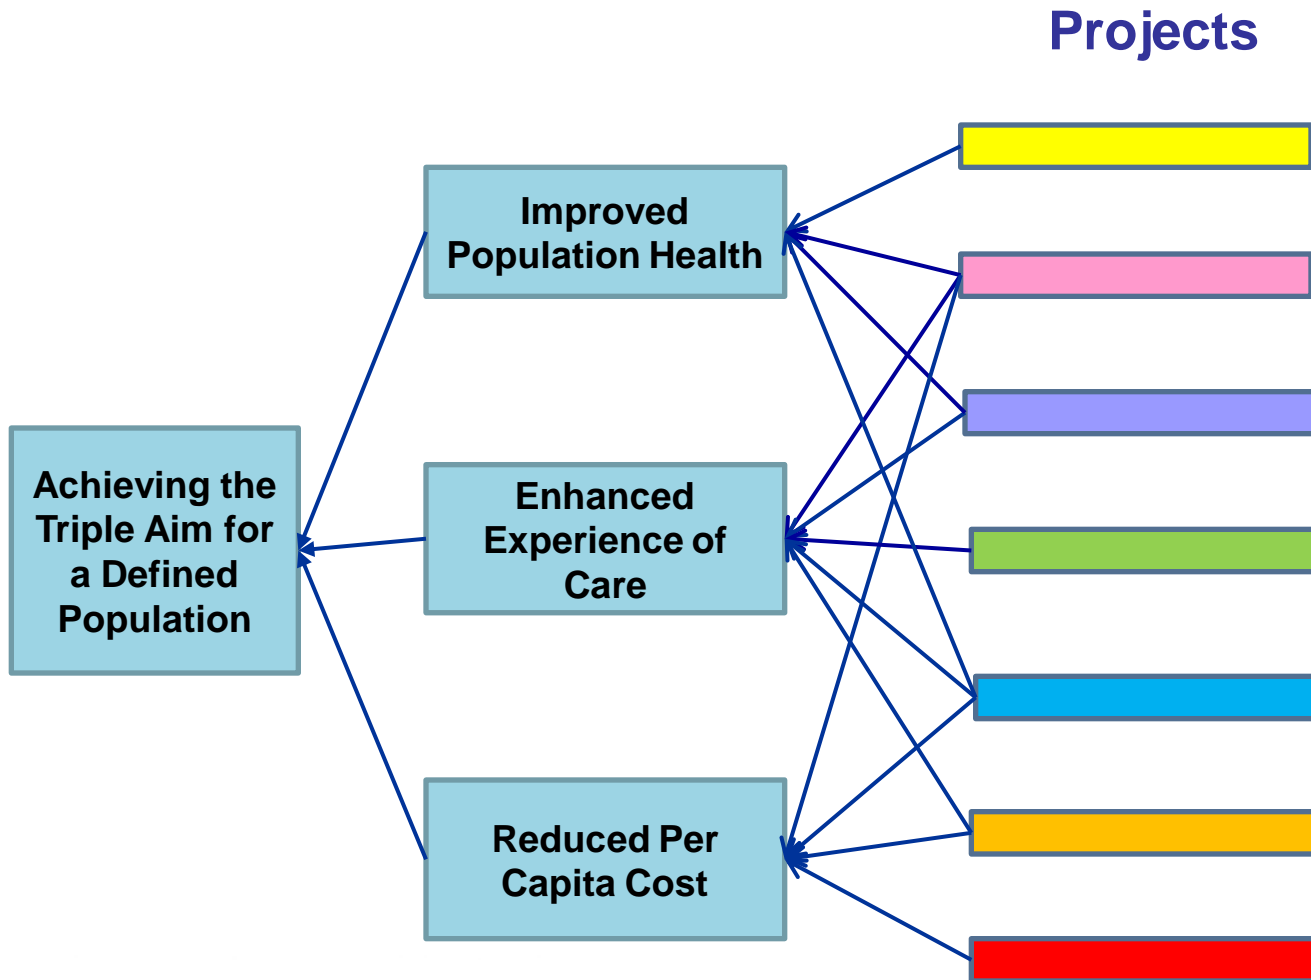 Projects
Improved
Population Health
Achieving the
Triple Aim for
a Defined
Population
Enhanced
Experience of
Care
Reduced Per
Capita Cost